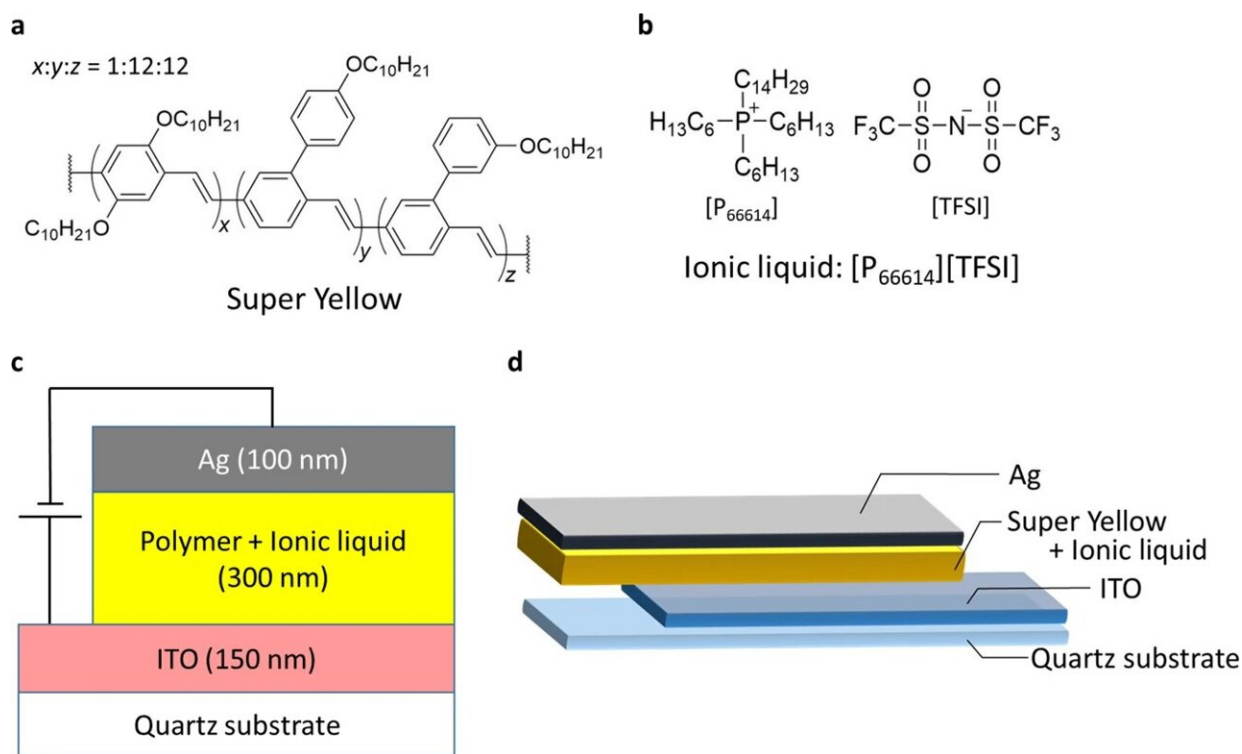 a
x:y:z = 1:12:12
OC₁₀H₂₁
OC₁₀H₂₁
OC₁₀H₂₁
C₁₀H₂₁O
x
y
z
Super Yellow
b
C₁₄H₂₉
H₁₃C₆–P⁺–C₆H₁₃
C₆H₁₃
[P₆₆₆₁₄]
O O
F₃C–S–N⁻–S–CF₃
O O
[TFSI]
Ionic liquid: [P₆₆₆₁₄][TFSI]
c
Ag (100 nm)
Polymer + Ionic liquid
(300 nm)
ITO (150 nm)
Quartz substrate
d
Ag
Super Yellow
+ Ionic liquid
ITO
Quartz substrate